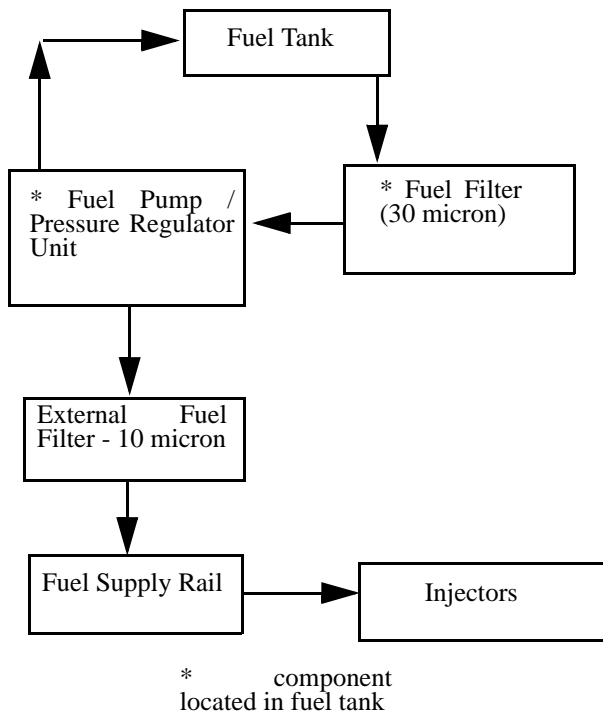 Fuel Tank
* Fuel Pump /
Pressure Regulator
Unit
* Fuel Filter
(30 micron)
External Fuel
Filter - 10 micron
Fuel Supply Rail
Injectors
* component
located in fuel tank